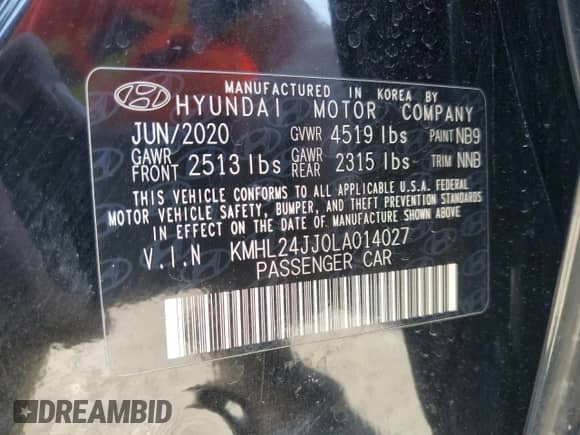 MANUFACTURED IN KOREA BY
HYUNDAI MOTOR COMPANY
JUN/2020 GVWR 4519 lbs PAINT NB9
GAWR FRONT 2513 lbs GAWR REAR 2315 lbs TRIM NNB
THIS VEHICLE CONFORMS TO ALL APPLICABLE U.S.A. FEDERAL
MOTOR VEHICLE SAFETY, BUMPER, AND THEFT PREVENTION STANDARDS
IN EFFECT ON THE DATE OF MANUFACTURE SHOWN ABOVE
V.I.N KMHL24JJ0LA014027
PASSENGER CAR
DREAMBID